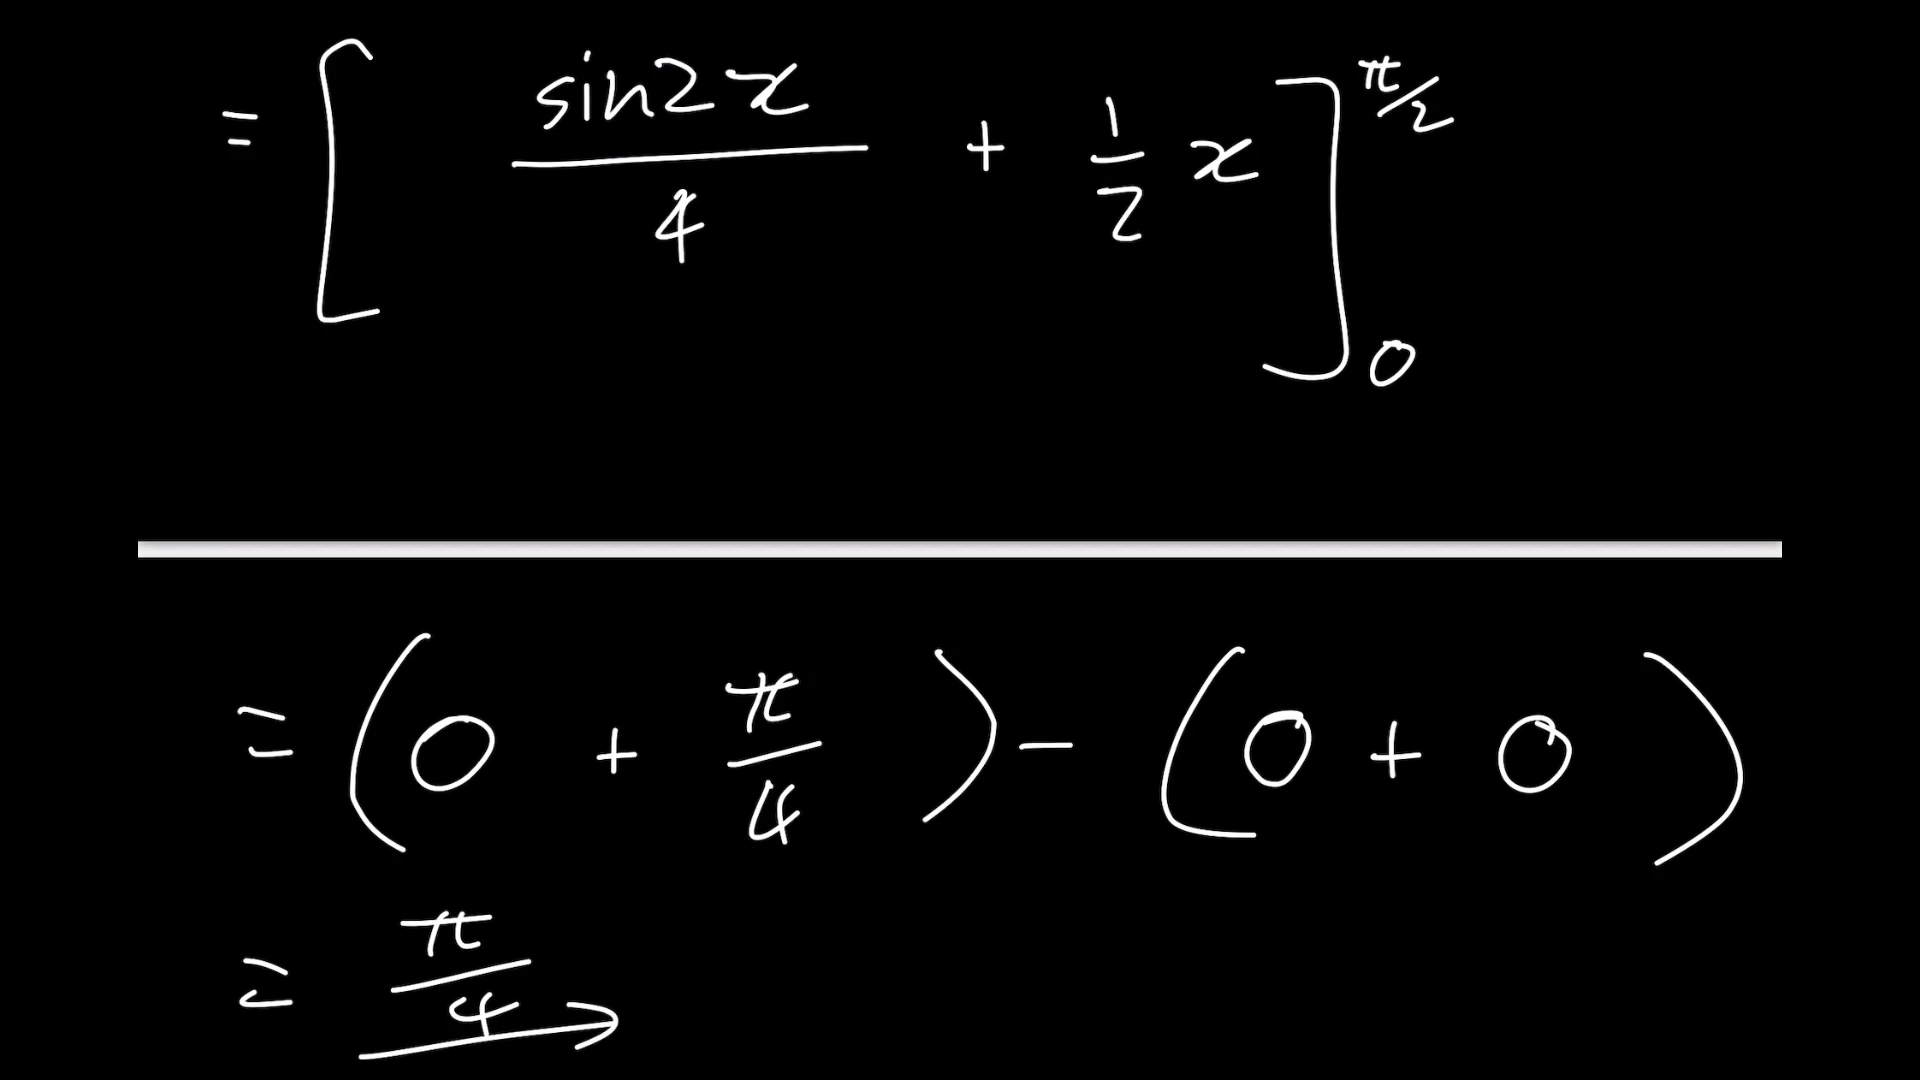 = [ sin2x/4 + 1/2 x ]_0^π/2
= (0 + π/4) - (0 + 0)
= π/4